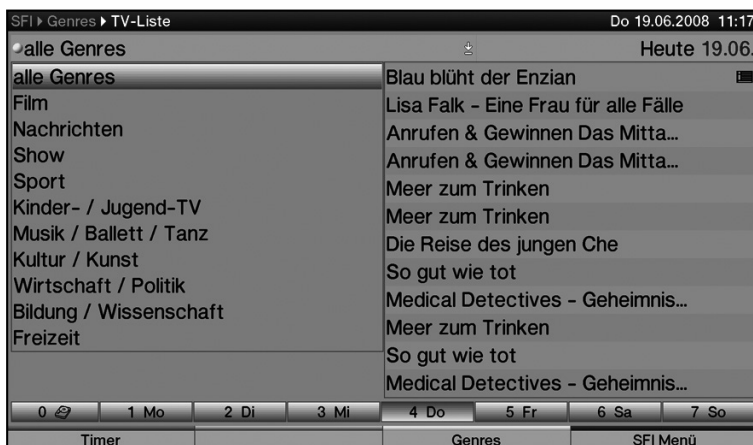 SFI Genres TV-Liste Do 19.06.2008 11:17
alle Genres Heute 19.06.
alle Genres
Film
Nachrichten
Show
Sport
Kinder- / Jugend-TV
Musik / Ballett / Tanz
Kultur / Kunst
Wirtschaft / Politik
Bildung / Wissenschaft
Freizeit
Blau blüht der Enzian
Lisa Falk - Eine Frau für alle Fälle
Anrufen & Gewinnen Das Mitta...
Anrufen & Gewinnen Das Mitta...
Meer zum Trinken
Meer zum Trinken
Die Reise des jungen Che
So gut wie tot
Medical Detectives - Geheimnis...
Meer zum Trinken
So gut wie tot
Medical Detectives - Geheimnis...
0 1 Mo 2 Di 3 Mi 4 Do 5 Fr 6 Sa 7 So
Timer Genres SFI Menü